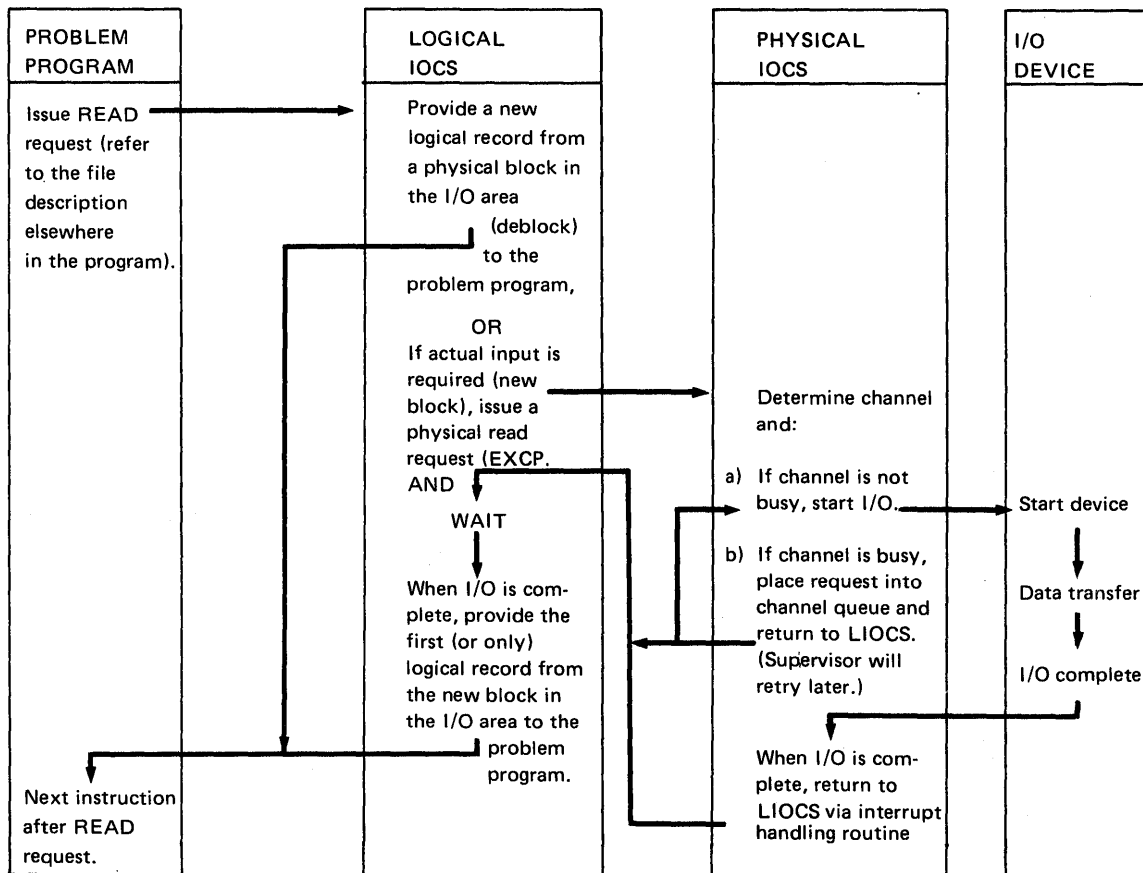 PROBLEM
PROGRAM
Issue READ
request (refer
to the file
description
elsewhere
in the program).
Next instruction
after READ
request.
LOGICAL
IOCS
Provide a new
logical record from
a physical block in
the I/O area
(deblock)
to the
problem program,
OR
If actual input is
required (new
block), issue a
physical read
request (EXCP.
AND
WAIT
When I/O is com-
plete, provide the
first (or only)
logical record from
the new block in
the I/O area to the
problem
program.
PHYSICAL
IOCS
Determine channel
and:
a) If channel is not
busy, start I/O.
b) If channel is busy,
place request into
channel queue and
return to LIOCS.
(Supervisor will
retry later.)
When I/O is com-
plete, return to
LIOCS via interrupt
handling routine
I/O
DEVICE
Start device
Data transfer
I/O complete